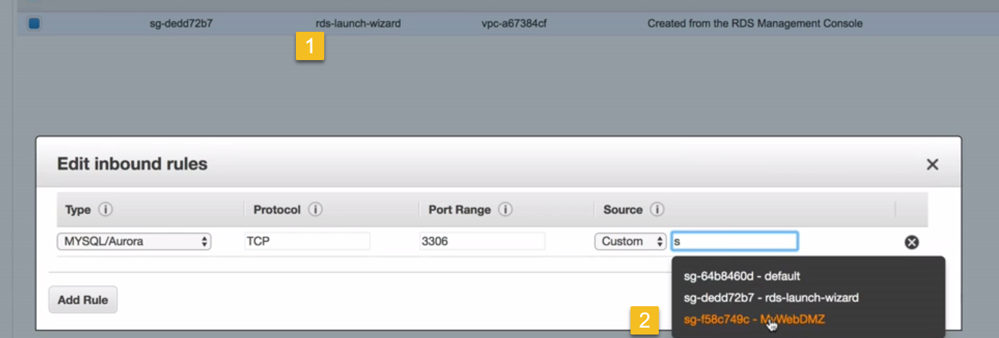 sg-dedd72b7 rds-launch-wizard vpc-a67384cf Created from the RDS Management Console
1
Edit inbound rules
Type Protocol Port Range Source
MYSQL/Aurora TCP 3306 Custom s
sg-64b8460d - default
Add Rule
sg-dedd72b7 - rds-launch-wizard
2
sg-f58c749c - MyWebDMZ